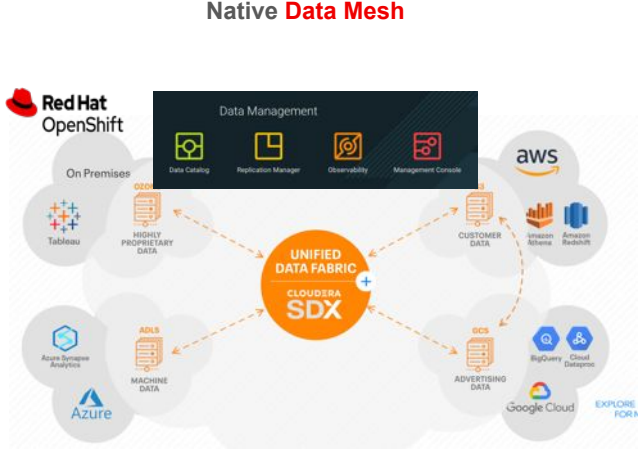 Native Data Mesh
Red Hat
OpenShift
Data Management
Data Catalog
Replication Manager
Observability
Management Console
On Premises
aws
Tableau
HIGHLY
PROPRIETARY
DATA
CUSTOMER
DATA
Amazon
Athena
Amazon
Redshift
UNIFIED
DATA FABRIC
CLOUDERA
SDX
Azure Synapse
Analytics
Azure
ADLS
MACHINE
DATA
GCS
ADVERTISING
DATA
BigQuery
Cloud
Dataproc
Google Cloud
EXPLORE